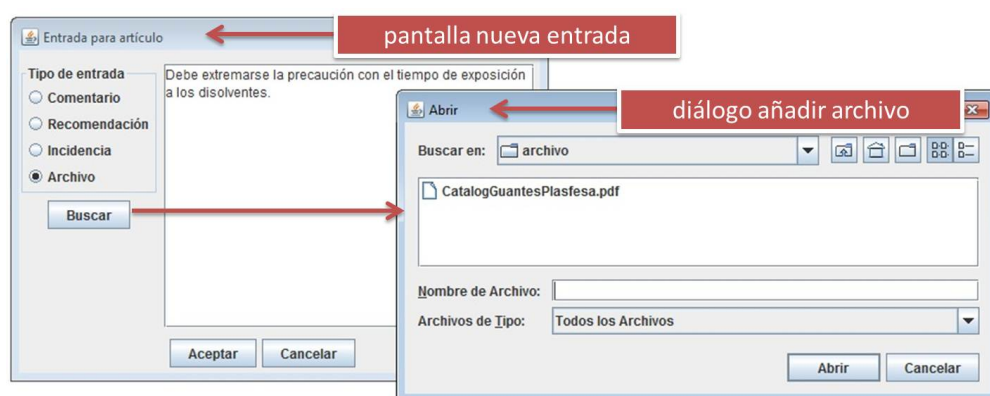 Entrada para artículo
pantalla nueva entrada
Tipo de entrada
Comentario
Recomendación
Incidencia
Archivo
Buscar
Debe extremarse la precaución con el tiempo de exposición
a los disolventes.
Aceptar
Cancelar
Abrir
diálogo añadir archivo
Buscar en:
archivo
CatalogGuantesPlasfesa.pdf
Nombre de Archivo:
Archivos de Tipo:
Todos los Archivos
Abrir
Cancelar